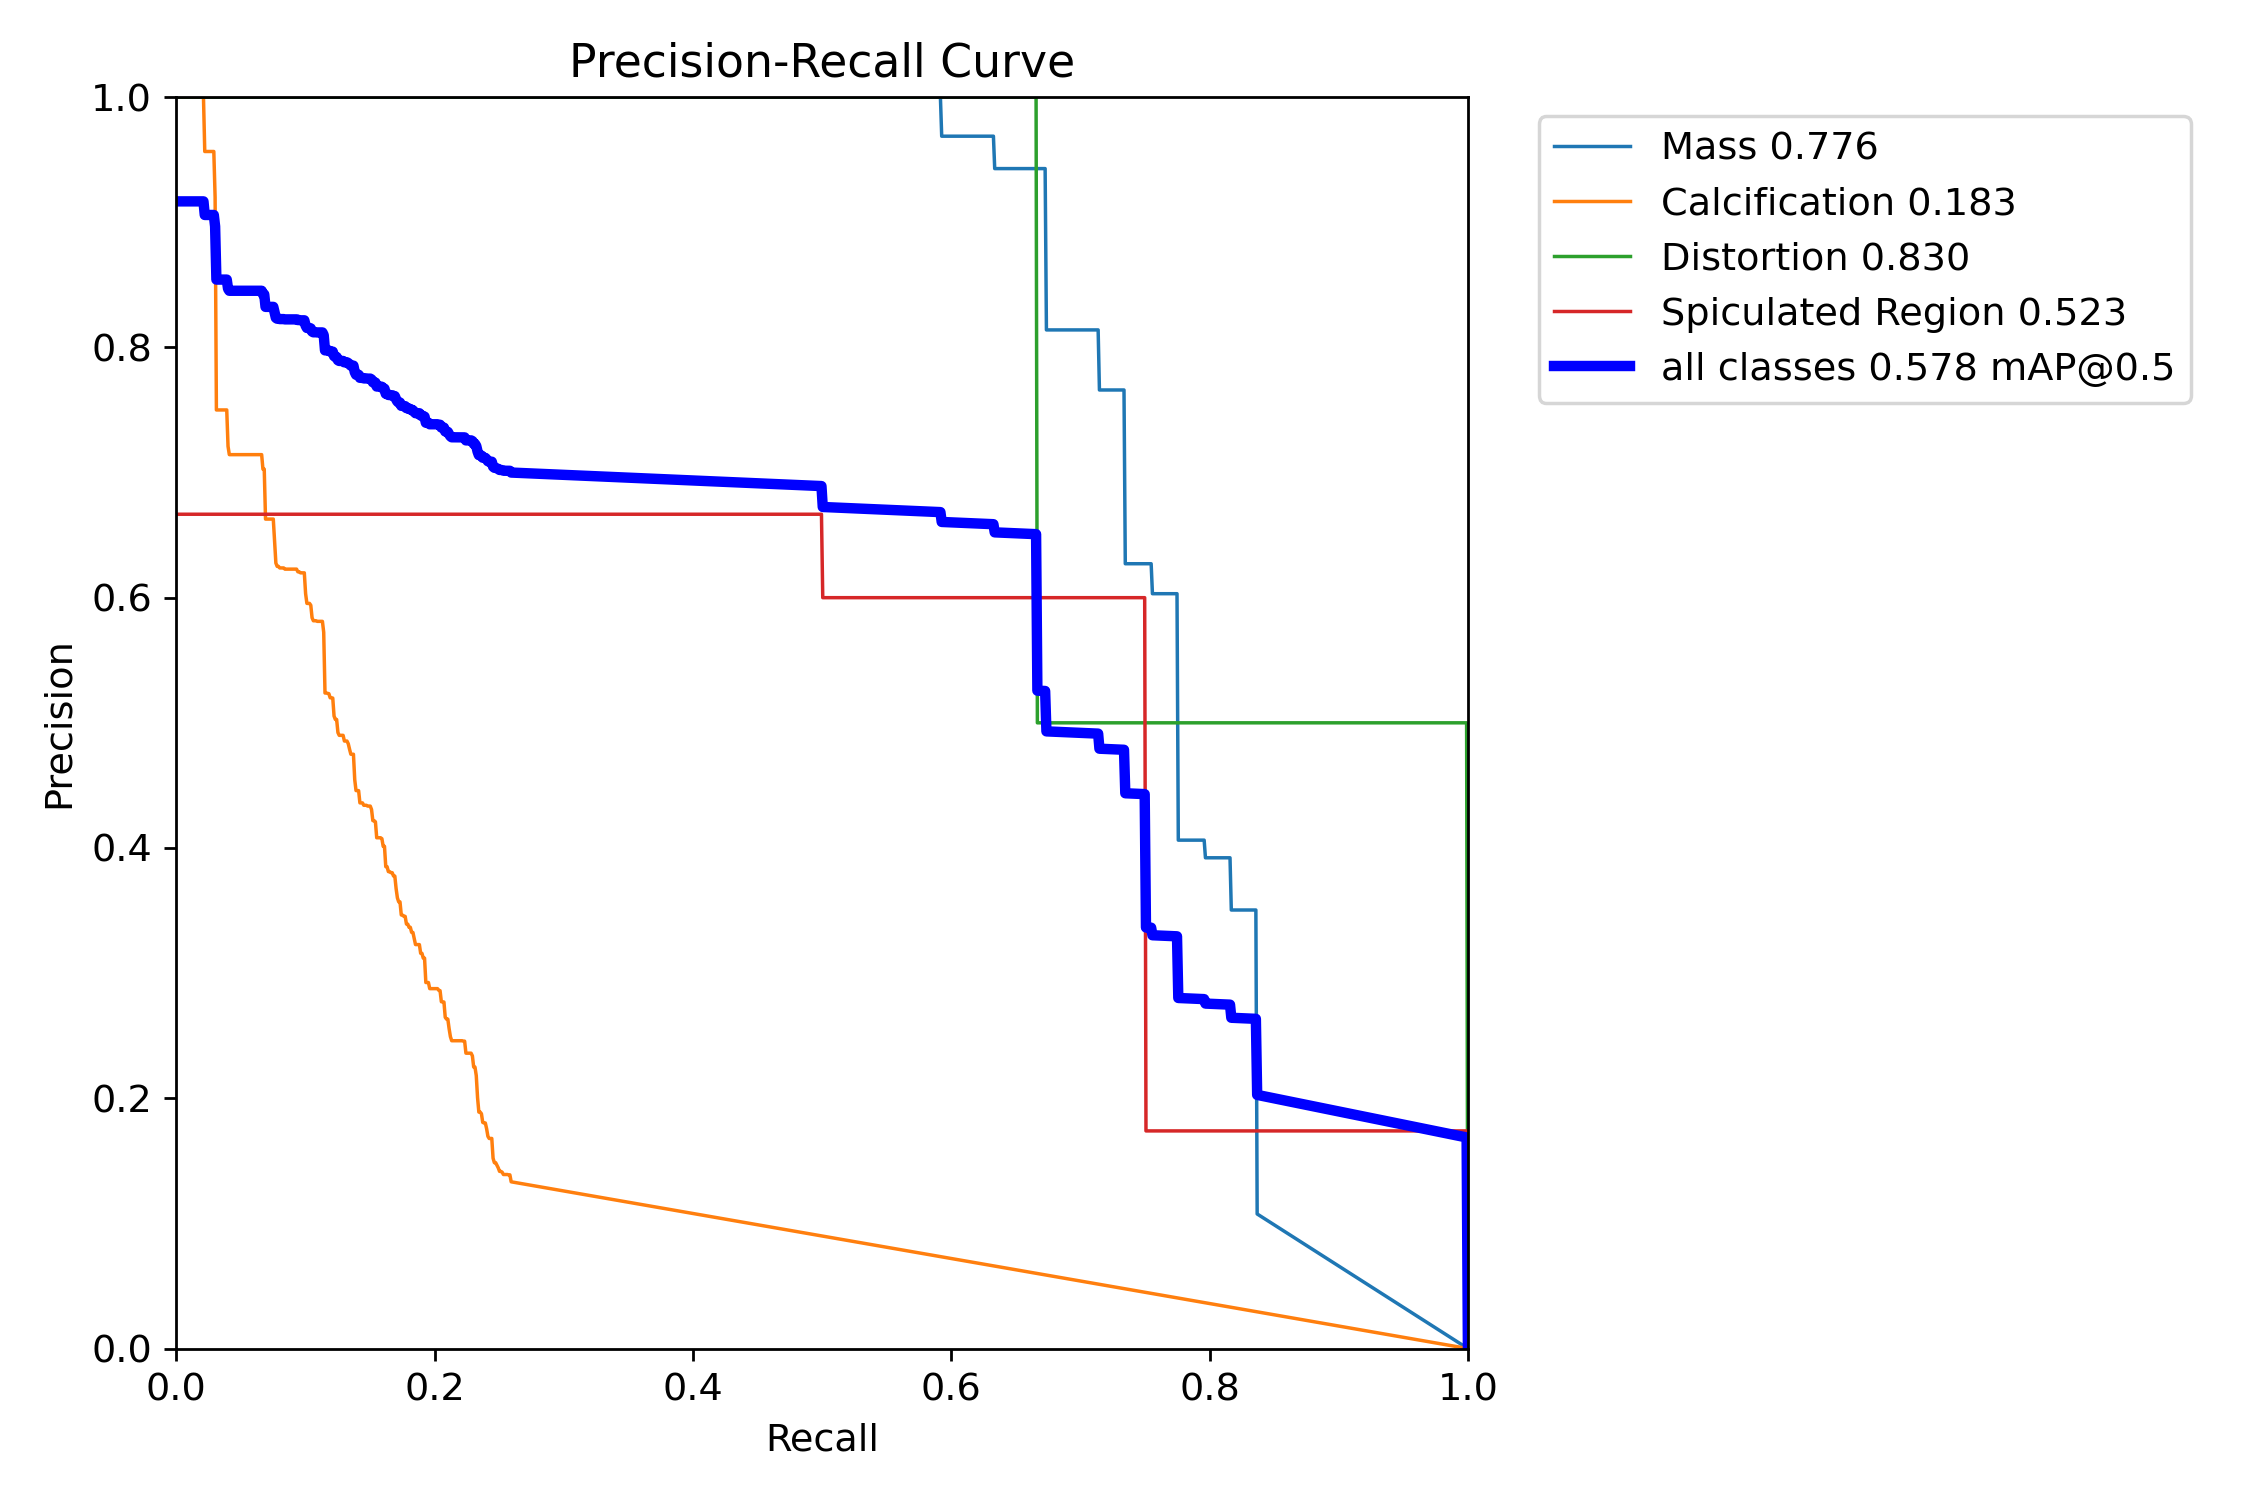 Precision-Recall Curve
1.0
0.8
0.6
0.4
0.2
0.0
Precision
0.0 0.2 0.4 0.6 0.8 1.0
Recall
Mass 0.776
Calcification 0.183
Distortion 0.830
Spiculated Region 0.523
all classes 0.578 mAP@0.5